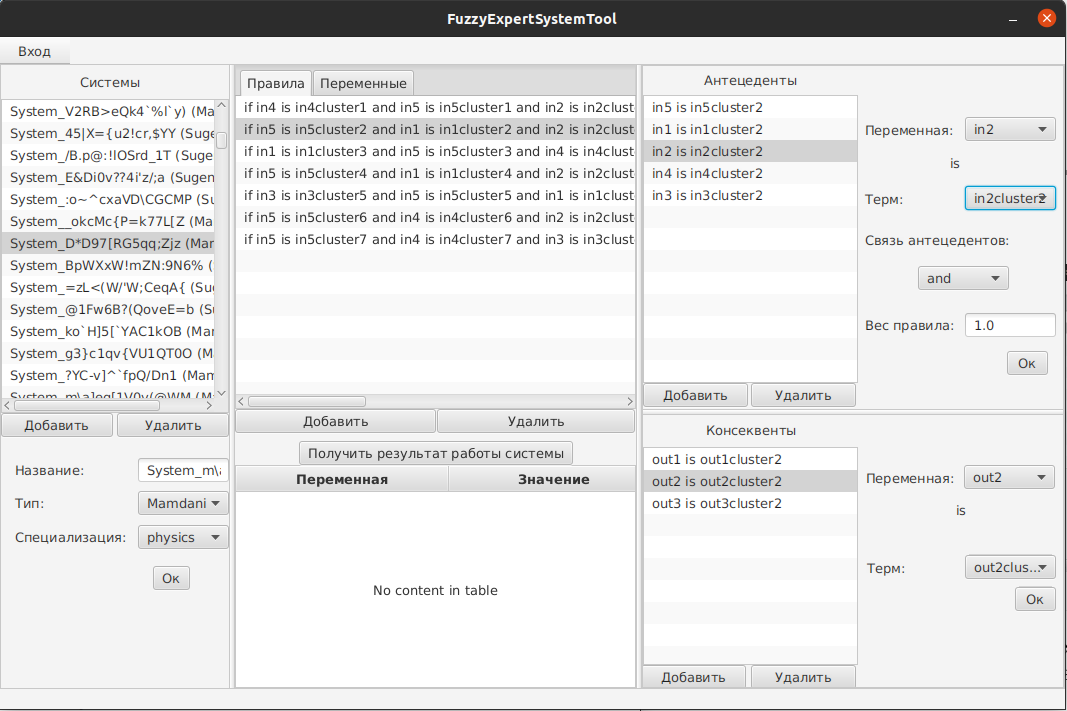 FuzzyExpertSystemTool
Вход
Системы
System_V2RB>eQk4`%l`y) (Ma
System_45|X={u2!cr,$YY (Suge
System_/B.p@:!lOSrd_1T (Sugen
System_E&Di0v??4i'z/;a (Sugen
System_:o~^cxaVD\CGCMP (Su
System__okcMc{P=k77L[Z (Ma
System_D*D97[RG5qq;Zjz (Mar
System_BpWXxW!mZN:9N6% (
System_=zL<(W/'W;CeqA{ (Su
System_@1Fw6B?(QoveE=b (S
System_ko`H]5[`YAC1kOB (Mar
System_g3}c1qv{VU1QT0O (M
System_?YC-v]^`fpQ/Dn1 (Mam
Добавить
Удалить
Название:
System_m\
Тип:
Mamdani
Специализация:
physics
Ок
Правила
Переменные
if in4 is in4cluster1 and in5 is in5cluster1 and in2 is in2clust
if in5 is in5cluster2 and in1 is in1cluster2 and in2 is in2clust
if in1 is in1cluster3 and in5 is in5cluster3 and in4 is in4clust
if in5 is in5cluster4 and in1 is in1cluster4 and in2 is in2clust
if in3 is in3cluster5 and in5 is in5cluster5 and in1 is in1clust
if in5 is in5cluster6 and in4 is in4cluster6 and in2 is in2clust
if in5 is in5cluster7 and in4 is in4cluster7 and in3 is in3clust
Добавить
Удалить
Получить результат работы системы
Переменная
Значение
No content in table
Антецеденты
in5 is in5cluster2
in1 is in1cluster2
in2 is in2cluster2
in4 is in4cluster2
in3 is in3cluster2
Добавить
Удалить
Переменная:
in2
is
Терм:
in2cluster2
Связь антецедентов:
and
Вес правила:
1.0
Ок
Консеквенты
out1 is out1cluster2
out2 is out2cluster2
out3 is out3cluster2
Добавить
Удалить
Переменная:
out2
is
Терм:
out2clus...
Ок